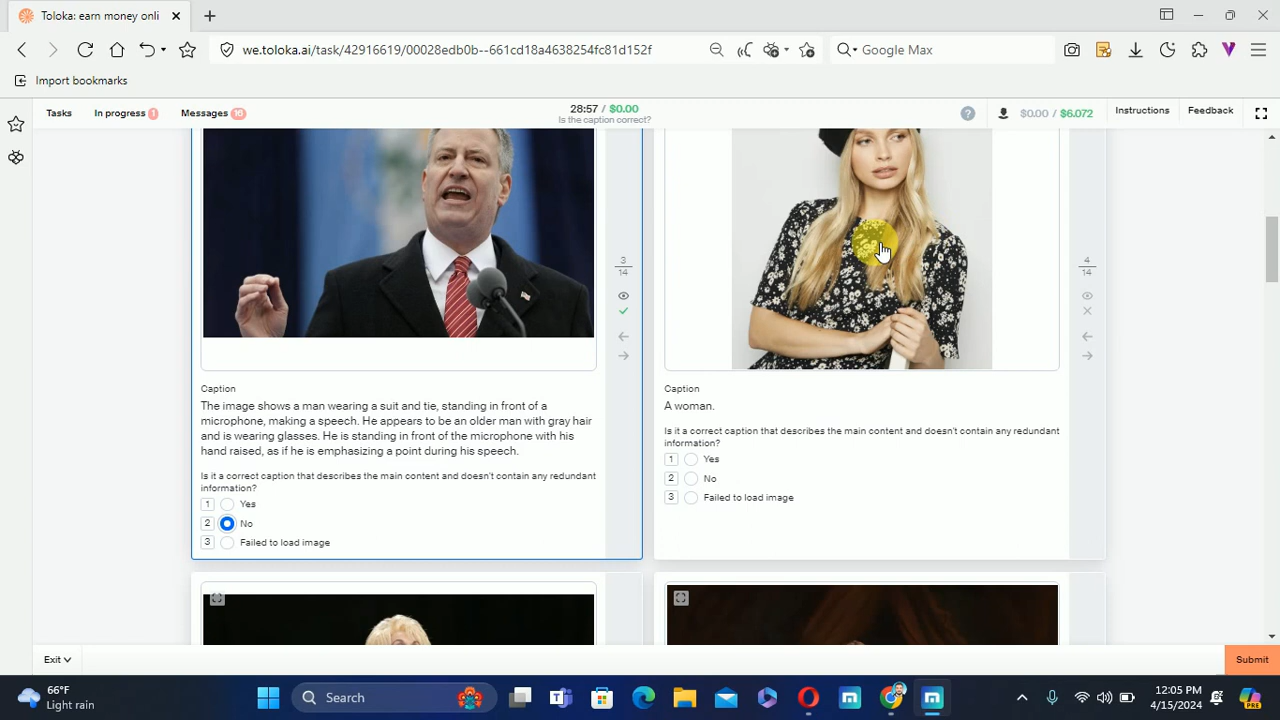 Toloka: earn money onli
we.toloka.ai/task/42916619/00028edb0b--661cd18a4638254fc81d152f
Google Max
Import bookmarks
Tasks
In progress 1
Messages 16
28:57 / $0.00
Is the caption correct?
$0.00 / $6.072
Instructions
Feedback
3
14
4
14
Caption
The image shows a man wearing a suit and tie, standing in front of a
microphone, making a speech. He appears to be an older man with gray hair
and is wearing glasses. He is standing in front of the microphone with his
hand raised, as if he is emphasizing a point during his speech.
Is it a correct caption that describes the main content and doesn't contain any redundant
information?
1 Yes
2 No
3 Failed to load image
Caption
A woman.
Is it a correct caption that describes the main content and doesn't contain any redundant
information?
1 Yes
2 No
3 Failed to load image
Exit
Submit
66°F
Light rain
Search
12:05 PM
4/15/2024
PRE